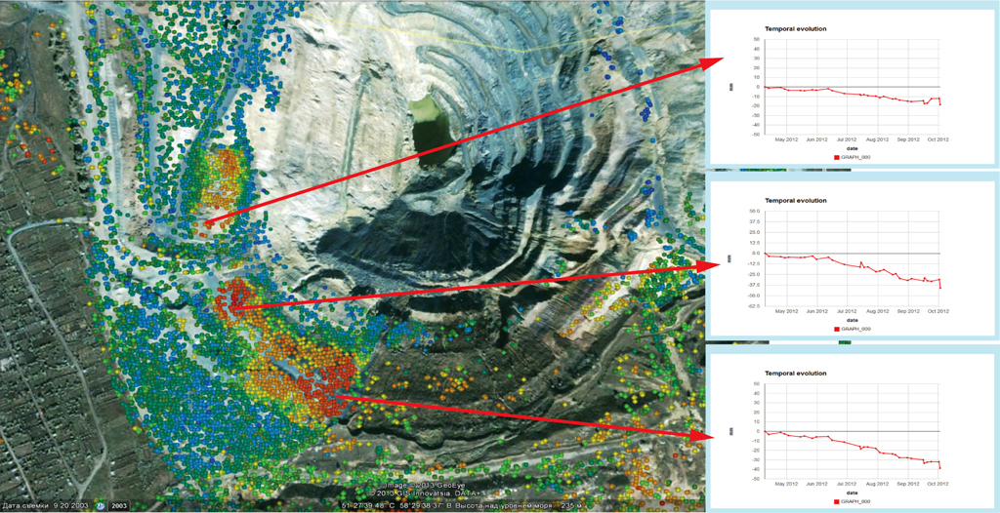 Temporal evolution
50
40
30
20
10
0
-10
-20
-30
-40
-50
mm
May 2012 Jun 2012 Jul 2012 Aug 2012 Sep 2012 Oct 2012
date
GRAPH_000
Temporal evolution
50.0
37.5
25.0
12.5
0.0
-12.5
-25.0
-37.5
-50.0
-62.5
mm
May 2012 Jun 2012 Jul 2012 Aug 2012 Sep 2012 Oct 2012
date
GRAPH_000
Temporal evolution
50
40
30
20
10
0
-10
-20
-30
-40
-50
mm
May 2012 Jun 2012 Jul 2012 Aug 2012 Sep 2012 Oct 2012
date
GRAPH_000
Image © 2013 GeoEye
© 2013 GIS Innovatsia, DATA+
Дата съемки 9.20.2003 2003 51°27'39.48" С 58°29'38.37" В Высота над уровнем моря 235 м